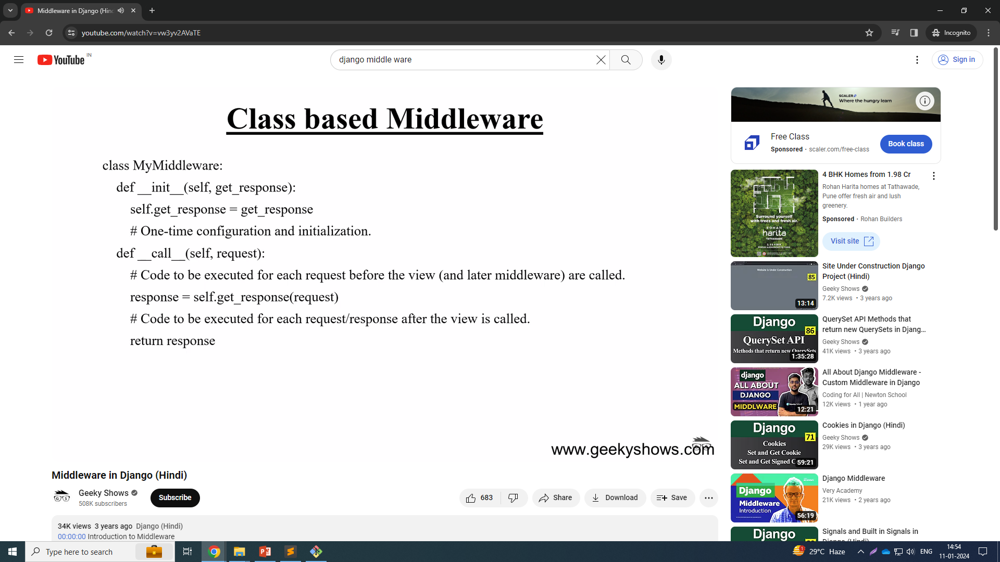 Middleware in Django (Hin
youtube.com/watch?v=vw3yv2AVaTE
Incognito
YouTube IN
django middle ware
Sign in
Class based Middleware
class MyMiddleware:
def __init__(self, get_response):
self.get_response = get_response
# One-time configuration and initialization.
def __call__(self, request):
# Code to be executed for each request before the view (and later middleware) are called.
response = self.get_response(request)
# Code to be executed for each request/response after the view is called.
return response
www.geekyshows.com
Middleware in Django (Hindi)
Geeky Shows
508K subscribers
Subscribe
683
Share
Download
Save
34K views 3 years ago Django (Hindi)
00:00:00 Introduction to Middleware
SCALER
Where the hungry learn
Free Class
Sponsored · scaler.com/free-class
Book class
Surround yourself
with trees and fresh air.
ROHAN
harita
TATHAWADE
4 BHK Homes from 1.98 Cr
Rohan Harita homes at Tathawade,
Pune offer fresh air and lush
greenery.
Sponsored · Rohan Builders
Visit site
Website is Under Construction
85
13:14
Site Under Construction Django
Project (Hindi)
Geeky Shows
7.2K views • 3 years ago
Django
86
QuerySet API
Methods that return new QuerySets
1:35:28
QuerySet API Methods that
return new QuerySets in Djang...
Geeky Shows
41K views • 3 years ago
django
ALL ABOUT
DJANGO
MIDDLWARE
12:21
All About Django Middleware -
Custom Middleware in Django
Coding for All | Newton School
12K views • 1 year ago
Django
71
Cookies
Set and Get Cookie
Set and Get Signed C
59:21
Cookies in Django (Hindi)
Geeky Shows
29K views • 3 years ago
Django
Middleware
Introduction
56:19
Django Middleware
Very Academy
21K views • 2 years ago
Django
Signals and Built in Signals in
Django (Hindi)
Type here to search
29°C Haze
ENG
14:54
11-01-2024